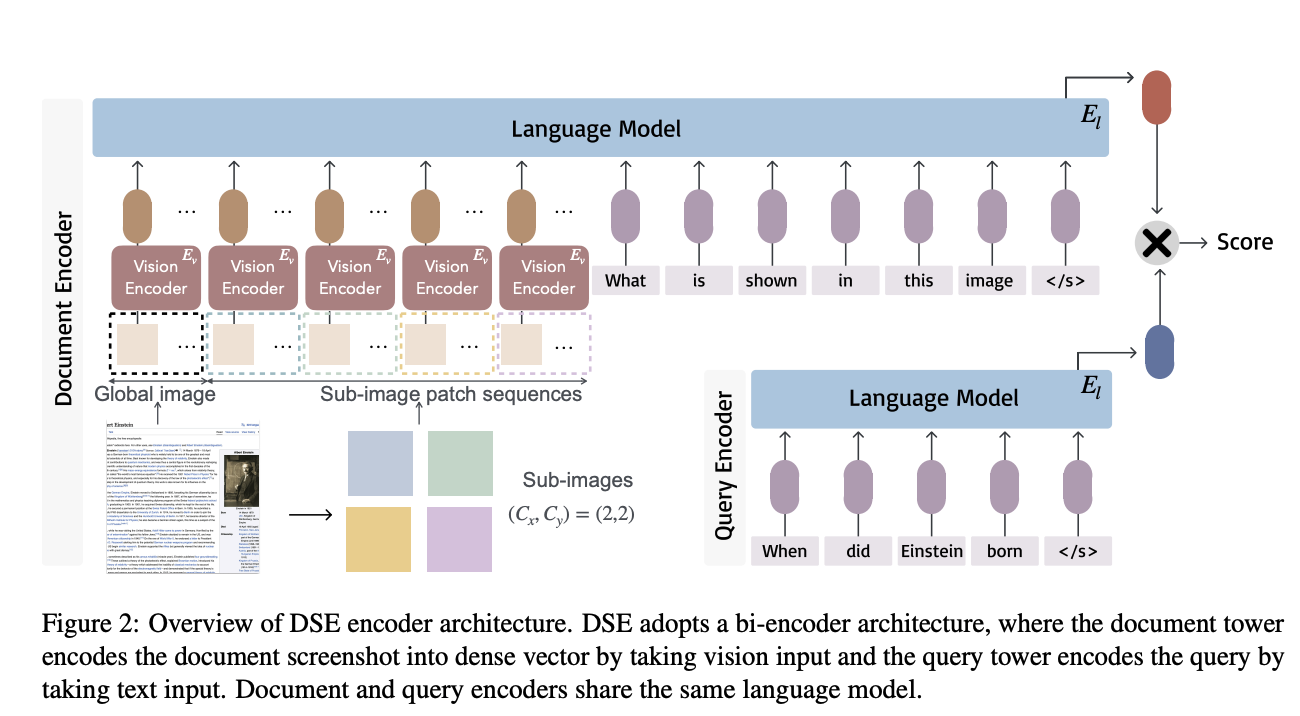 Language Model
E_l
Document Encoder
... ... ... ... ...
Vision Encoder E_v
Vision Encoder E_v
Vision Encoder E_v
Vision Encoder E_v
Vision Encoder E_v
What is shown in this image </s>
... ... ... ... ...
Global image
Sub-image patch sequences
Score
Query Encoder
Language Model
E_l
When did Einstein born </s>
ert Einstein
Sub-images
(C_x, C_y) = (2,2)
Figure 2: Overview of DSE encoder architecture. DSE adopts a bi-encoder architecture, where the document tower
encodes the document screenshot into dense vector by taking vision input and the query tower encodes the query by
taking text input. Document and query encoders share the same language model.